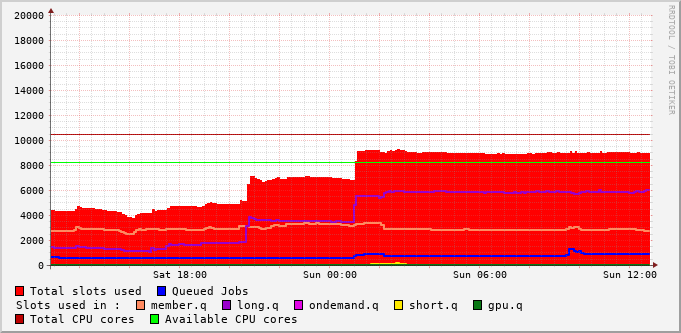 RRDTOOL / TOBI OETIKER
20000
18000
16000
14000
12000
10000
8000
6000
4000
2000
0
Sat 18:00 Sun 00:00 Sun 06:00 Sun 12:00
Total slots used Queued Jobs
Slots used in : member.q long.q ondemand.q short.q gpu.q
Total CPU cores Available CPU cores